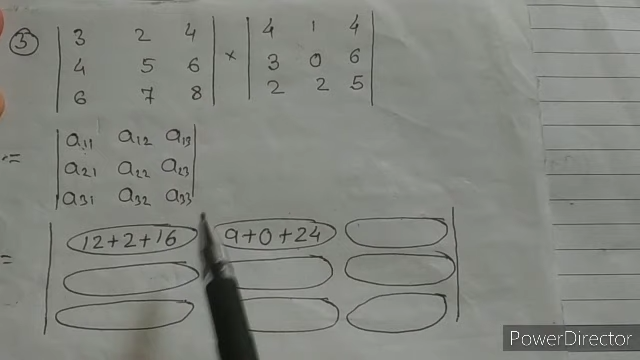 ⑤ | 3 2 4 | × | 4 1 4 |
| 4 5 6 | | 3 0 6 |
| 6 7 8 | | 2 2 5 |
= | a11 a12 a13 |
| a21 a22 a23 |
| a31 a32 a33 |
= | 12+2+16 9+0+24
PowerDirector